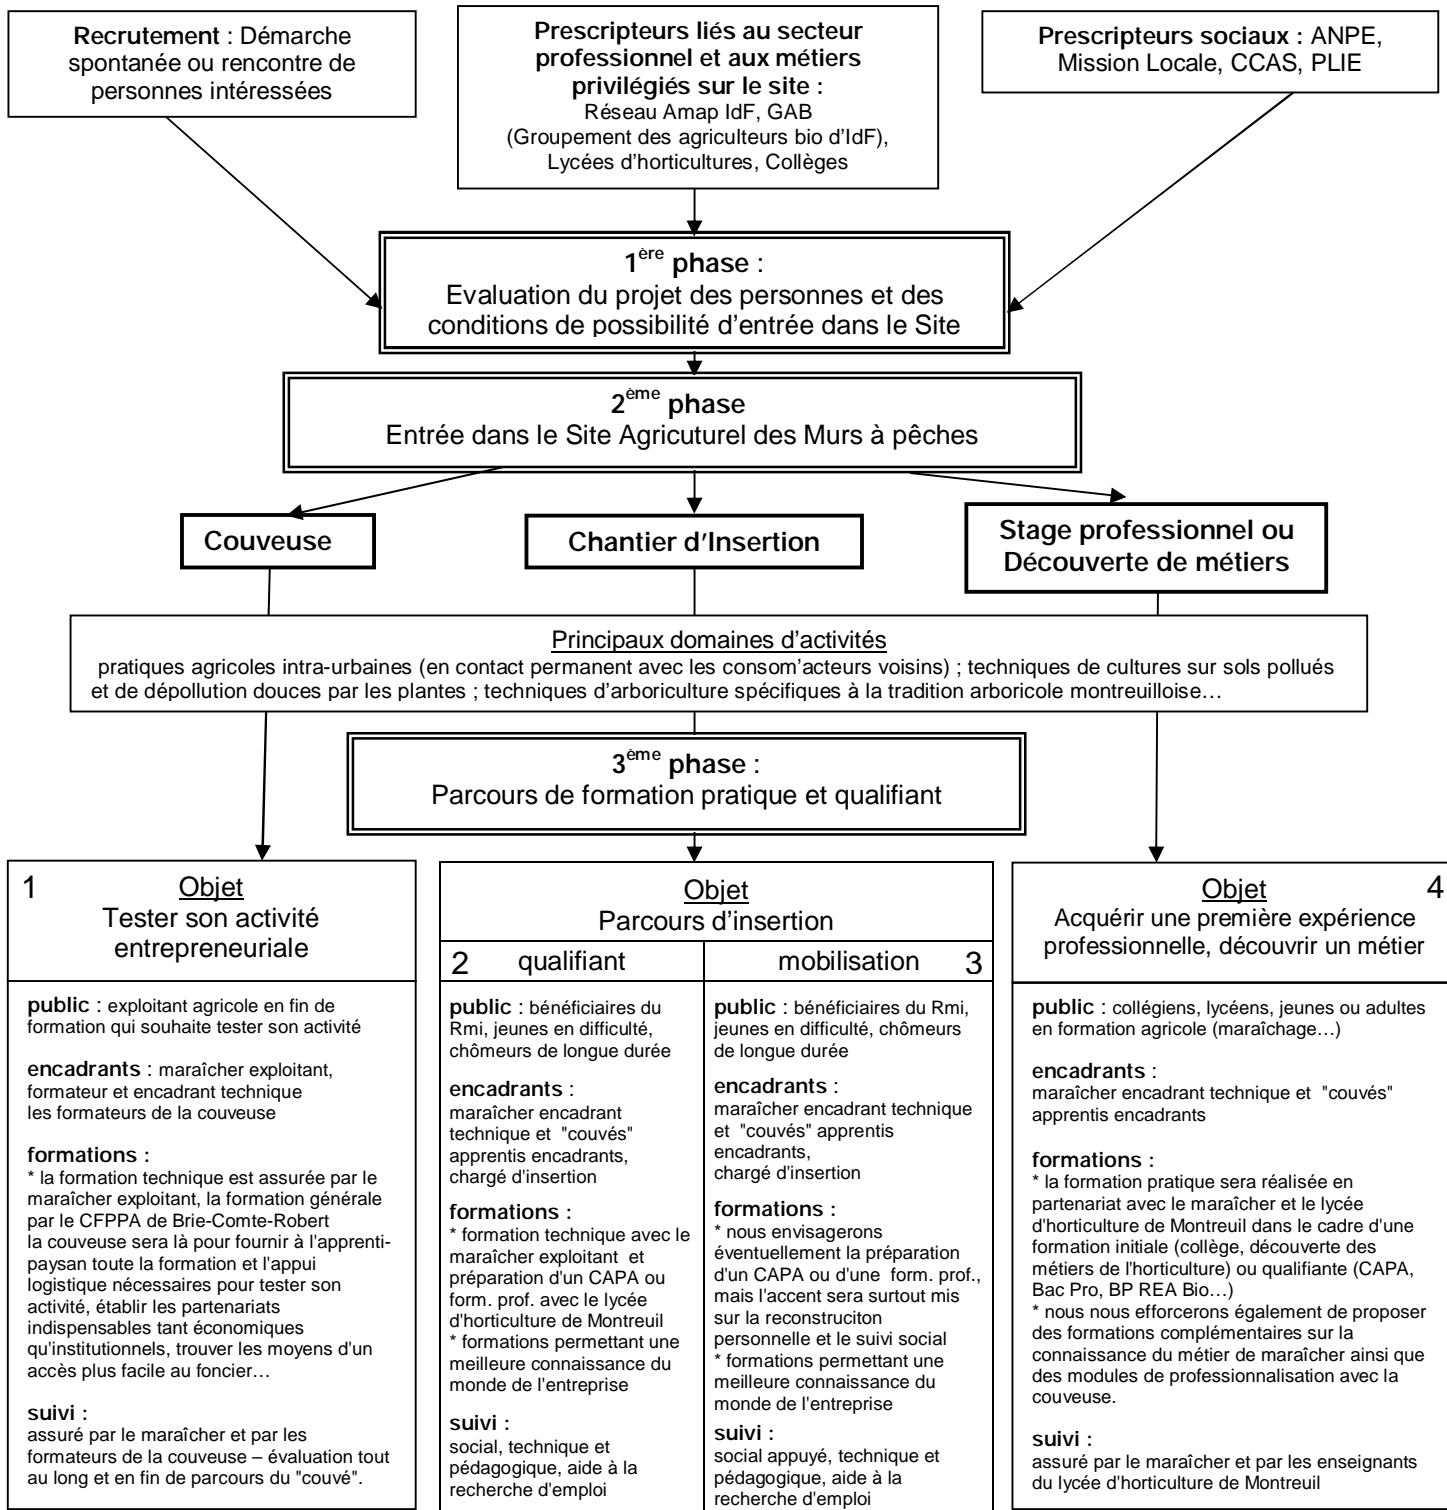 Recrutement : Démarche
spontanée ou rencontre de
personnes intéressées
Prescripteurs liés au secteur
professionnel et aux métiers
privilégiés sur le site :
Réseau Amap IdF, GAB
(Groupement des agriculteurs bio d'IdF),
Lycées d'horticultures, Collèges
Prescripteurs sociaux : ANPE,
Mission Locale, CCAS, PLIE
1ère phase :
Evaluation du projet des personnes et des
conditions de possibilité d'entrée dans le Site
2ème phase
Entrée dans le Site Agricuturel des Murs à pêches
Couveuse
Chantier d'Insertion
Stage professionnel ou
Découverte de métiers
Principaux domaines d'activités
pratiques agricoles intra-urbaines (en contact permanent avec les consom'acteurs voisins) ; techniques de cultures sur sols pollués
et de dépollution douces par les plantes ; techniques d'arboriculture spécifiques à la tradition arboricole montreuilloise…
3ème phase :
Parcours de formation pratique et qualifiant
1
Objet
Tester son activité
entrepreneuriale
public : exploitant agricole en fin de
formation qui souhaite tester son activité
encadrants : maraîcher exploitant,
formateur et encadrant technique
les formateurs de la couveuse
formations :
* la formation technique est assurée par le
maraîcher exploitant, la formation générale
par le CFPPA de Brie-Comte-Robert
la couveuse sera là pour fournir à l'apprenti-
paysan toute la formation et l'appui
logistique nécessaires pour tester son
activité, établir les partenariats
indispensables tant économiques
qu'institutionnels, trouver les moyens d'un
accès plus facile au foncier…
suivi :
assuré par le maraîcher et par les
formateurs de la couveuse – évaluation tout
au long et en fin de parcours du "couvé".
Objet
Parcours d'insertion
2 qualifiant
public : bénéficiaires du
Rmi, jeunes en difficulté,
chômeurs de longue durée
encadrants :
maraîcher encadrant
technique et "couvés"
apprentis encadrants,
chargé d'insertion
formations :
* formation technique avec le
maraîcher exploitant et
préparation d'un CAPA ou
form. prof. avec le lycée
d'horticulture de Montreuil
* formations permettant une
meilleure connaissance du
monde de l'entreprise
suivi :
social, technique et
pédagogique, aide à la
recherche d'emploi
mobilisation 3
public : bénéficiaires du Rmi,
jeunes en difficulté, chômeurs
de longue durée
encadrants :
maraîcher encadrant technique
et "couvés" apprentis
encadrants,
chargé d'insertion
formations :
* nous envisagerons
éventuellement la préparation
d'un CAPA ou d'une form. prof.,
mais l'accent sera surtout mis
sur la reconstruciton
personnelle et le suivi social
* formations permettant une
meilleure connaissance du
monde de l'entreprise
suivi :
social appuyé, technique et
pédagogique, aide à la
recherche d'emploi
Objet 4
Acquérir une première expérience
professionnelle, découvrir un métier
public : collégiens, lycéens, jeunes ou adultes
en formation agricole (maraîchage…)
encadrants :
maraîcher encadrant technique et "couvés"
apprentis encadrants
formations :
* la formation pratique sera réalisée en
partenariat avec le maraîcher et le lycée
d'horticulture de Montreuil dans le cadre d'une
formation initiale (collège, découverte des
métiers de l'horticulture) ou qualifiante (CAPA,
Bac Pro, BP REA Bio…)
* nous nous efforcerons également de proposer
des formations complémentaires sur la
connaissance du métier de maraîcher ainsi que
des modules de professionnalisation avec la
couveuse.
suivi :
assuré par le maraîcher et par les enseignants
du lycée d'horticulture de Montreuil